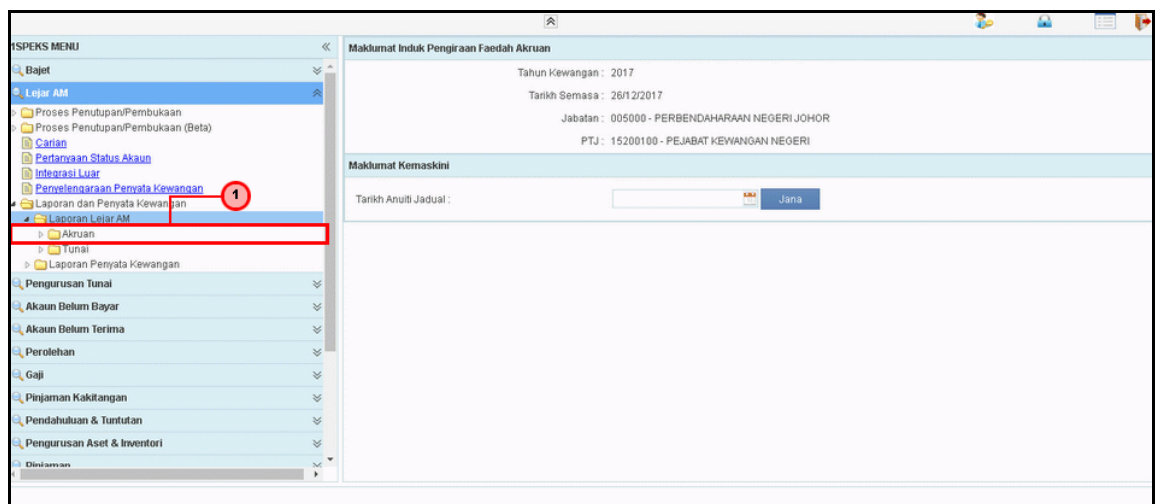 1SPEKS MENU
Bajet
Lejar AM
Proses Penutupan/Pembukaan
Proses Penutupan/Pembukaan (Beta)
Carian
Pertanyaan Status Akaun
Integrasi Luar
Penyelengaraan Penyata Kewangan
Laporan dan Penyata Kewangan
1
Laporan Lejar AM
Akruan
Tunai
Laporan Penyata Kewangan
Pengurusan Tunai
Akaun Belum Bayar
Akaun Belum Terima
Perolehan
Gaji
Pinjaman Kakitangan
Pendahuluan & Tuntutan
Pengurusan Aset & Inventori
Pinjaman
Maklumat Induk Pengiraan Faedah Akruan
Tahun Kewangan : 2017
Tarikh Semasa : 26/12/2017
Jabatan : 005000 - PERBENDAHARAAN NEGERI JOHOR
PTJ : 15200100 - PEJABAT KEWANGAN NEGERI
Maklumat Kemaskini
Tarikh Anuiti Jadual : Jana